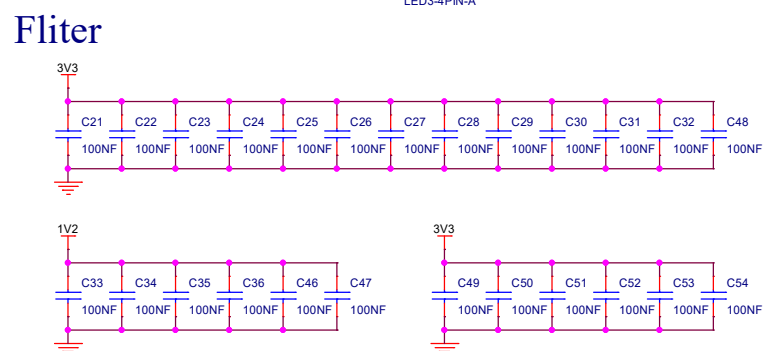 LED3-4PIN-A
Fliter
3V3
C21 C22 C23 C24 C25 C26 C27 C28 C29 C30 C31 C32 C48
100NF 100NF 100NF 100NF 100NF 100NF 100NF 100NF 100NF 100NF 100NF 100NF 100NF
1V2
C33 C34 C35 C36 C46 C47
100NF 100NF 100NF 100NF 100NF 100NF
3V3
C49 C50 C51 C52 C53 C54
100NF 100NF 100NF 100NF 100NF 100NF